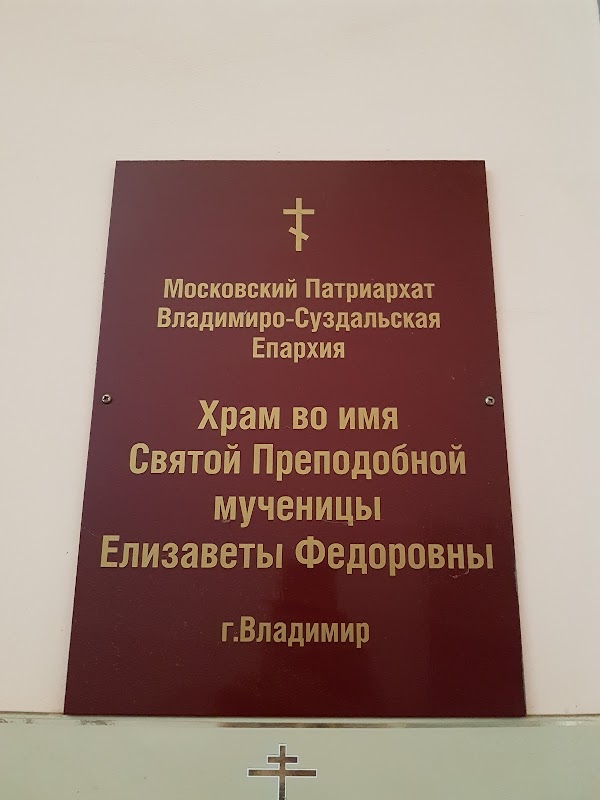 Московский Патриархат
Владимиро-Суздальская
Епархия
Храм во имя
Святой Преподобной
мученицы
Елизаветы Федоровны
г.Владимир